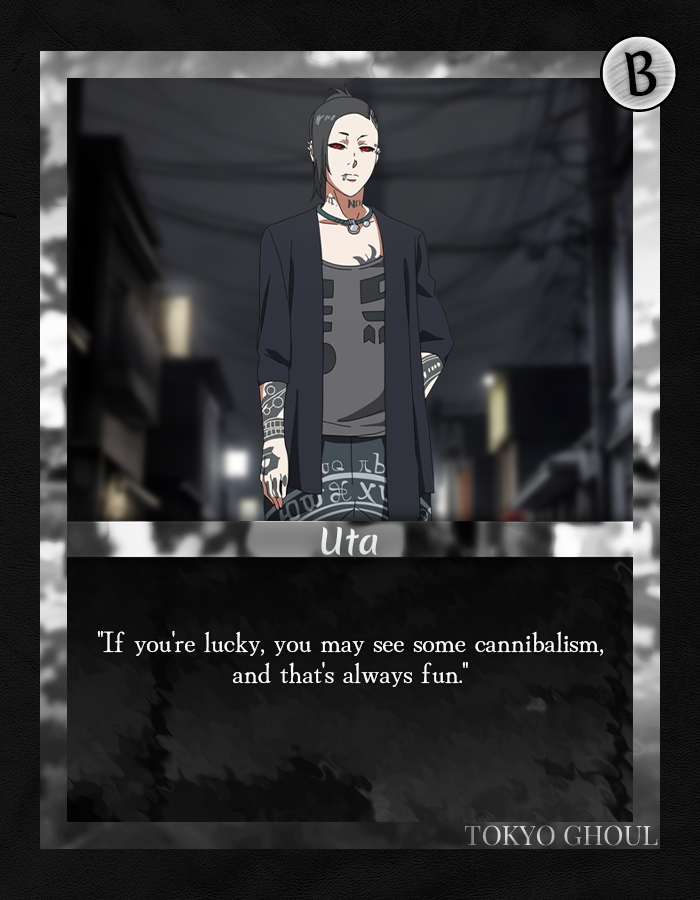 B
Uta
"If you're lucky, you may see some cannibalism,
and that's always fun."
TOKYO GHOUL